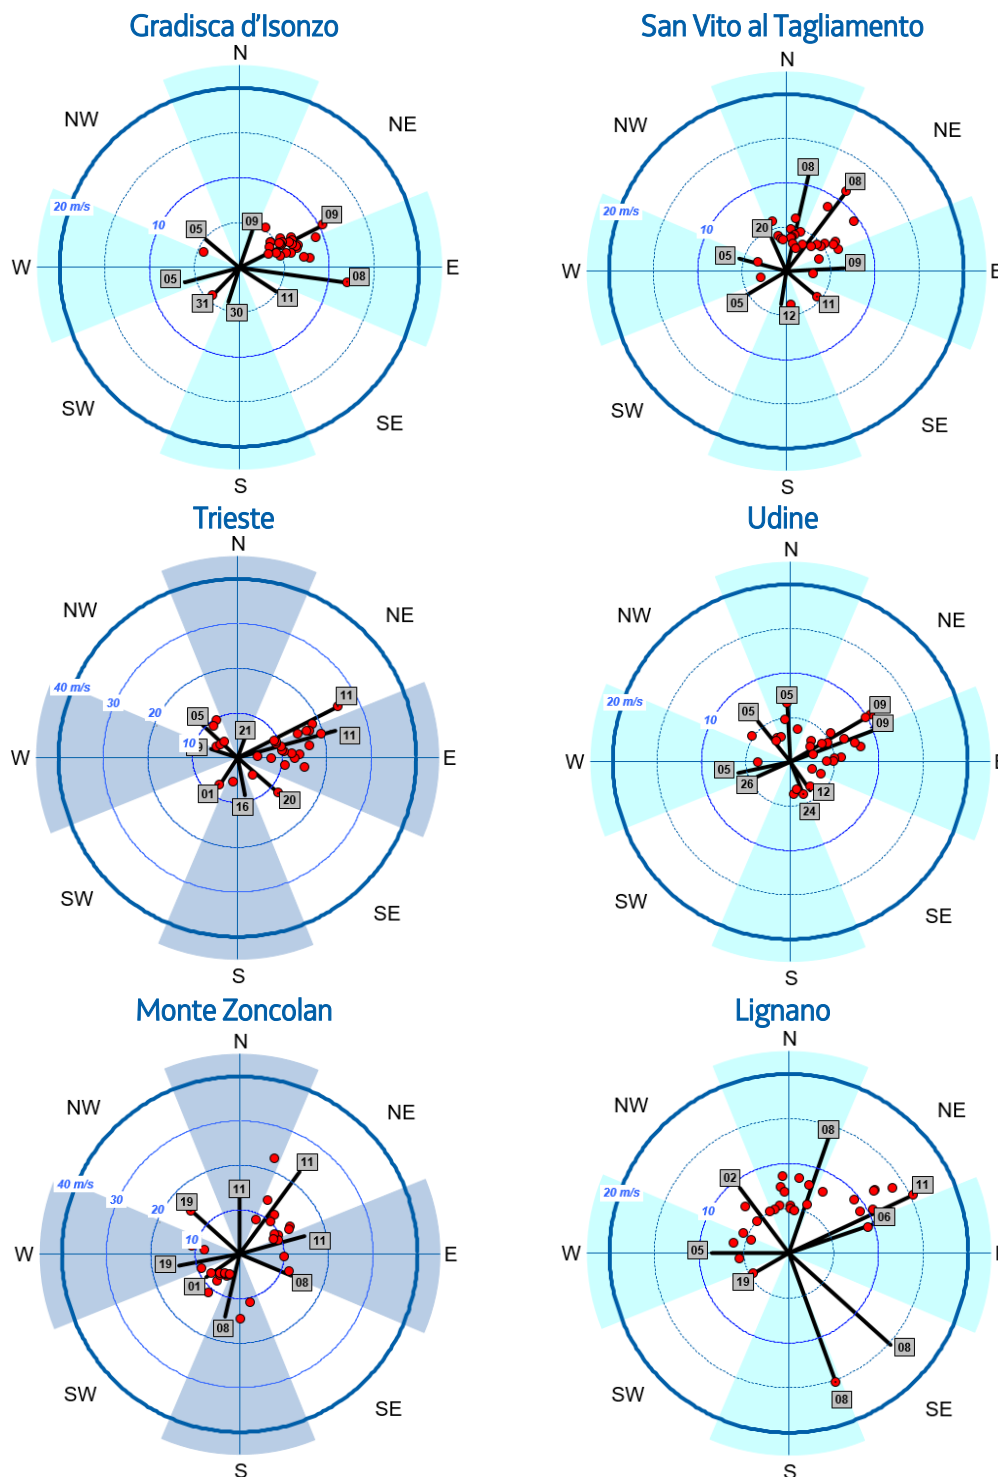 Gradisca d'Isonzo
N
NW
NE
20 m/s
10
05
09
09
W
E
05
08
31
30
11
SW
SE
S
San Vito al Tagliamento
N
NW
NE
20 m/s
10
08
08
20
05
09
W
E
05
12
11
SW
SE
S
Trieste
N
NW
NE
40 m/s
30
20
10
05
21
11
11
9
W
E
01
16
20
SW
SE
S
Udine
N
NW
NE
20 m/s
10
05
05
09
09
W
E
05
26
12
24
SW
SE
S
Monte Zoncolan
N
NW
NE
40 m/s
30
20
10
19
11
11
11
W
E
19
01
08
08
SW
SE
S
Lignano
N
NW
NE
20 m/s
10
02
08
11
06
W
05
E
19
08
08
SW
SE
S